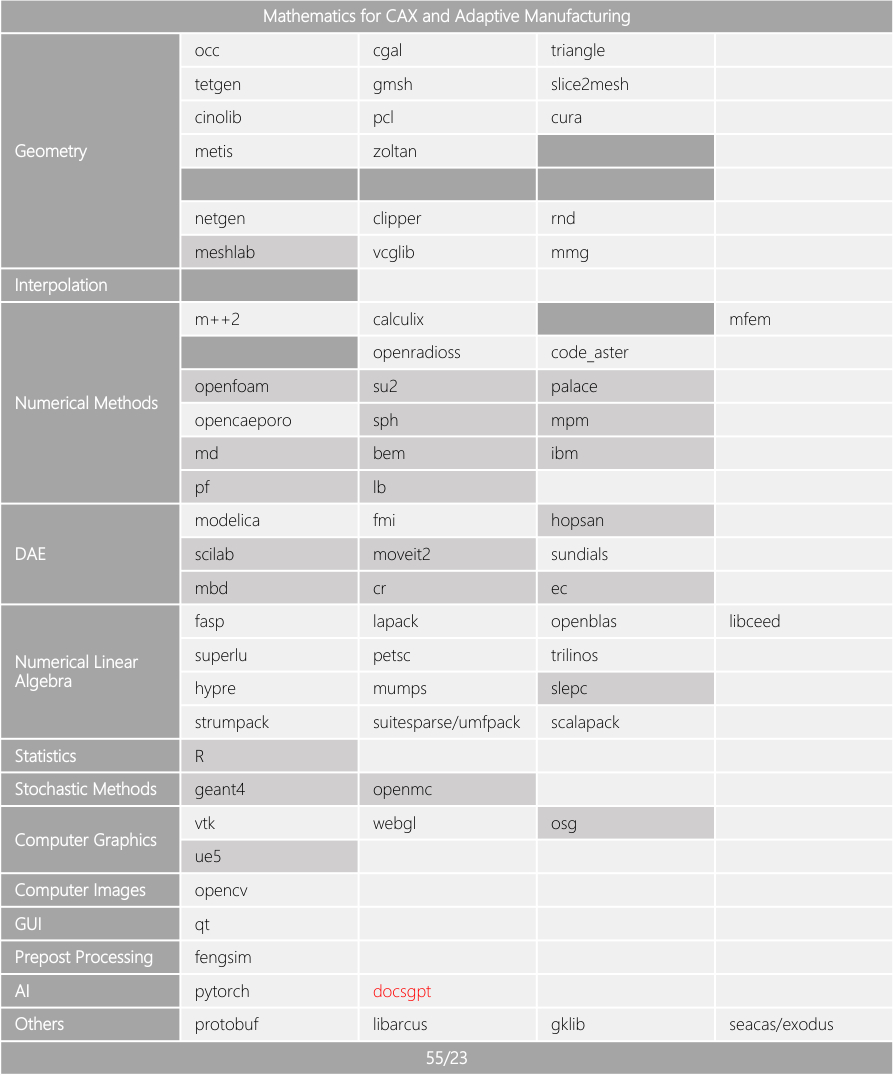 Mathematics for CAX and Adaptive Manufacturing
Geometry
occ cgal triangle
tetgen gmsh slice2mesh
cinolib pcl cura
metis zoltan
netgen clipper rnd
meshlab vcglib mmg
Interpolation
Numerical Methods
m++2 calculix mfem
openradioss code_aster
openfoam su2 palace
opencaeporo sph mpm
md bem ibm
pf lb
DAE
modelica fmi hopsan
scilab moveit2 sundials
mbd cr ec
Numerical Linear
Algebra
fasp lapack openblas libceed
superlu petsc trilinos
hypre mumps slepc
strumpack suitesparse/umfpack scalapack
Statistics R
Stochastic Methods geant4 openmc
Computer Graphics
vtk webgl osg
ue5
Computer Images opencv
GUI qt
Prepost Processing fengsim
AI pytorch docsgpt
Others protobuf libarcus gklib seacas/exodus
55/23